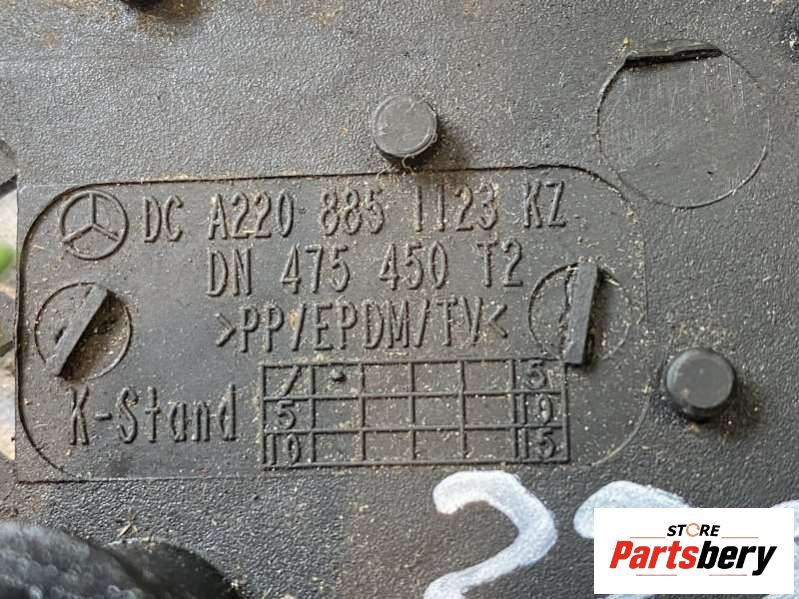 DC A220 885 1123 KZ
DN 475 450 T2
>PP/EPDM/TV<
K-Stand
5
5 10
10 15
STORE
Partsbery